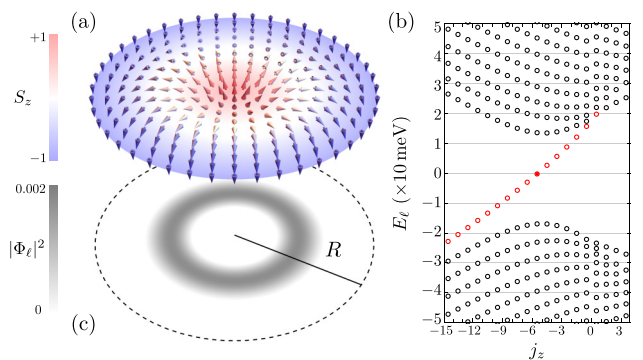 (a)
+1
S_z
−1
0.002
|Φ_ℓ|²
0
(c)
R
(b)
E_ℓ (×10 meV)
5
4
3
2
1
0
−1
−2
−3
−4
−5
−15 −12 −9 −6 −3 0 3
j_z